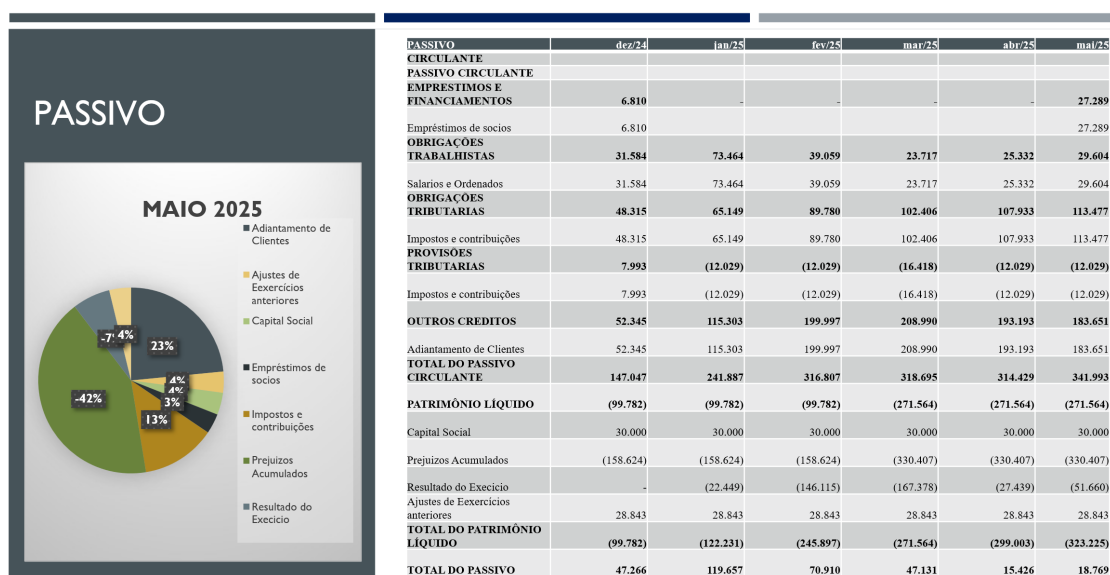 PASSIVO
MAIO 2025
Adiantamento de
Clientes
Ajustes de
Eexercícios
anteriores
Capital Social
Empréstimos de
socios
Impostos e
contribuições
Prejuizos
Acumulados
Resultado do
Execicio
23%
4%
4%
3%
13%
-42%
-7%
4%
PASSIVO dez/24 jan/25 fev/25 mar/25 abr/25 mai/25
CIRCULANTE
PASSIVO CIRCULANTE
EMPRESTIMOS E
FINANCIAMENTOS 6.810 - - - - 27.289
Empréstimos de socios 6.810 27.289
OBRIGAÇÕES
TRABALHISTAS 31.584 73.464 39.059 23.717 25.332 29.604
Salarios e Ordenados 31.584 73.464 39.059 23.717 25.332 29.604
OBRIGAÇÕES
TRIBUTARIAS 48.315 65.149 89.780 102.406 107.933 113.477
Impostos e contribuições 48.315 65.149 89.780 102.406 107.933 113.477
PROVISÕES
TRIBUTARIAS 7.993 (12.029) (12.029) (16.418) (12.029) (12.029)
Impostos e contribuições 7.993 (12.029) (12.029) (16.418) (12.029) (12.029)
OUTROS CREDITOS 52.345 115.303 199.997 208.990 193.193 183.651
Adiantamento de Clientes 52.345 115.303 199.997 208.990 193.193 183.651
TOTAL DO PASSIVO
CIRCULANTE 147.047 241.887 316.807 318.695 314.429 341.993
PATRIMÔNIO LÍQUIDO (99.782) (99.782) (99.782) (271.564) (271.564) (271.564)
Capital Social 30.000 30.000 30.000 30.000 30.000 30.000
Prejuizos Acumulados (158.624) (158.624) (158.624) (330.407) (330.407) (330.407)
Resultado do Execicio - (22.449) (146.115) (167.378) (27.439) (51.660)
Ajustes de Eexercícios
anteriores 28.843 28.843 28.843 28.843 28.843 28.843
TOTAL DO PATRIMÔNIO
LÍQUIDO (99.782) (122.231) (245.897) (271.564) (299.003) (323.225)
TOTAL DO PASSIVO 47.266 119.657 70.910 47.131 15.426 18.769